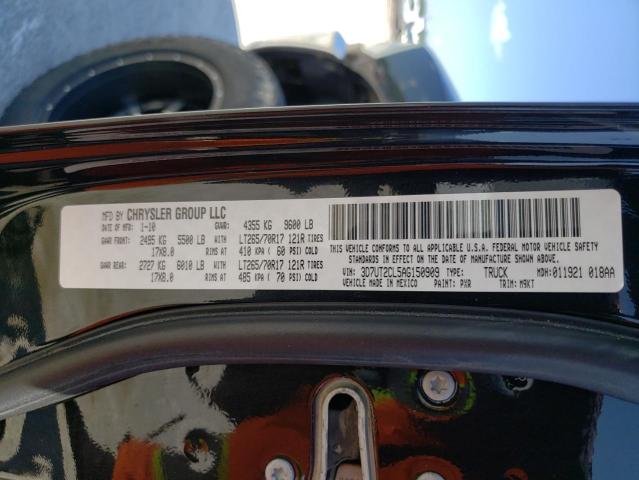 MFD BY CHRYSLER GROUP LLC
DATE OF MFR: 1-10 GVWR: 4355 KG 9600 LB
GAWR FRONT: 2495 KG 5500 LB WITH LT265/70R17 121R TIRES
17X8.0 RIMS AT 410 KPA ( 60 PSI) COLD
GAWR REAR: 2727 KG 6010 LB WITH LT265/70R17 121R TIRES
17X8.0 RIMS AT 485 KPA ( 70 PSI) COLD
THIS VEHICLE CONFORMS TO ALL APPLICABLE U.S.A. FEDERAL MOTOR VEHICLE SAFETY
STANDARDS IN EFFECT ON THE DATE OF MANUFACTURE SHOWN ABOVE.
VIN: 3D7UT2CL5AG150909 TYPE: TRUCK MDH: 011921 018AA
VEHICLE MADE IN MEXICO PAINT: PXR TRIM: M9KT